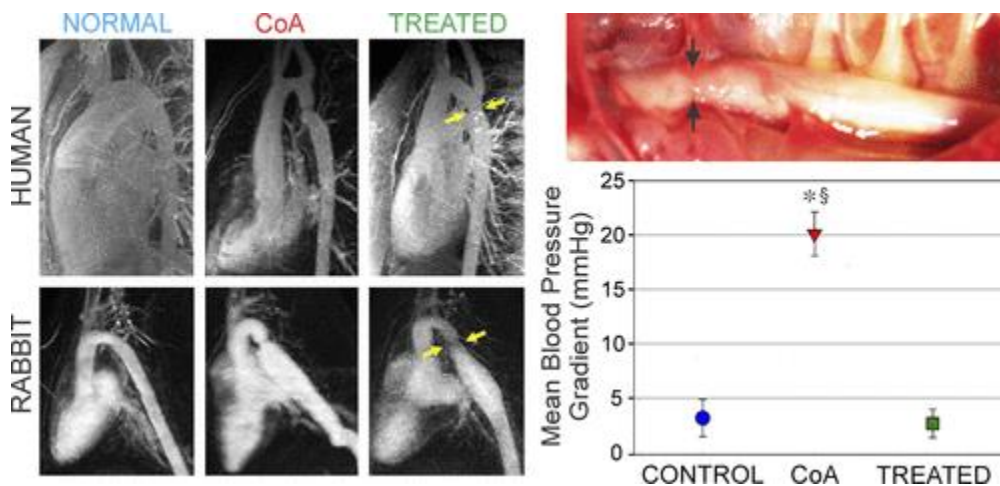 NORMAL
CoA
TREATED
HUMAN
RABBIT
Mean Blood Pressure
Gradient (mmHg)
25
20
15
10
5
0
*§
CONTROL
CoA
TREATED